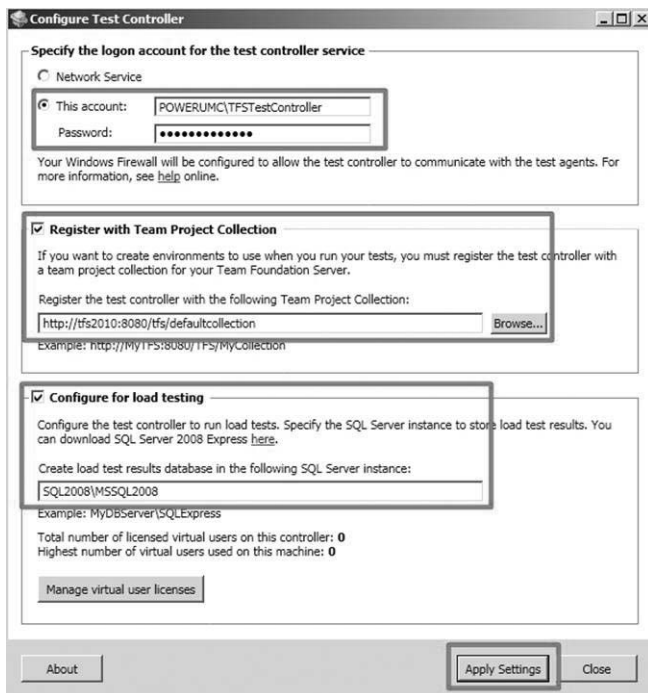 Configure Test Controller
Specify the logon account for the test controller service
Network Service
This account: POWERUMC\TFSTestController
Password: •••••••••••••
Your Windows Firewall will be configured to allow the test controller to communicate with the test agents. For
more information, see help online.
Register with Team Project Collection
If you want to create environments to use when you run your tests, you must register the test controller with
a team project collection for your Team Foundation Server.
Register the test controller with the following Team Project Collection:
http://tfs2010:8080/tfs/defaultcollection Browse...
Example: http://MyTFS:8080/TFS/MyCollection
Configure for load testing
Configure the test controller to run load tests. Specify the SQL Server instance to store load test results. You
can download SQL Server 2008 Express here.
Create load test results database in the following SQL Server instance:
SQL2008\MSSQL2008
Example: MyDBServer\SQLExpress
Total number of licensed virtual users on this controller: 0
Highest number of virtual users used on this machine: 0
Manage virtual user licenses
About Apply Settings Close